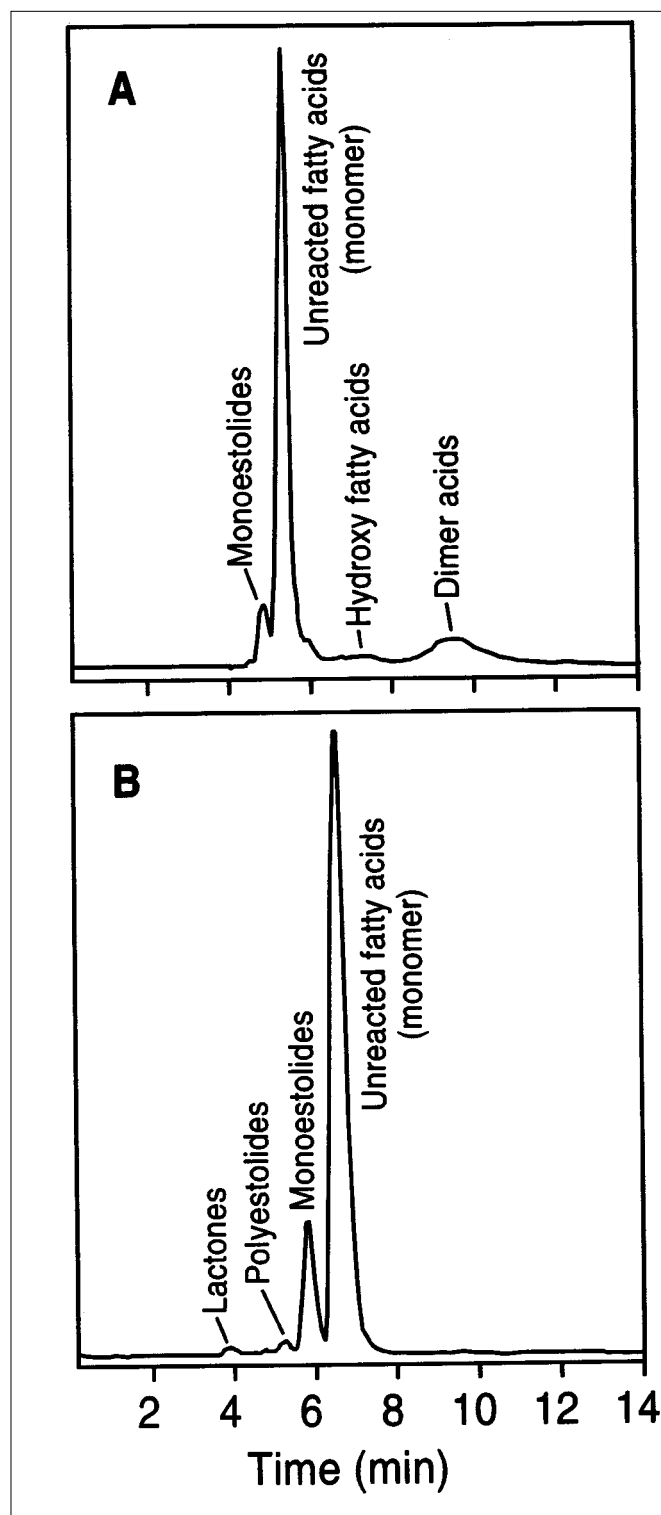 A
Monoestolides
Unreacted fatty acids
(monomer)
Hydroxy fatty acids
Dimer acids
B
Lactones
Polyestolides
Monoestolides
Unreacted fatty acids
(monomer)
2 4 6 8 10 12 14
Time (min)